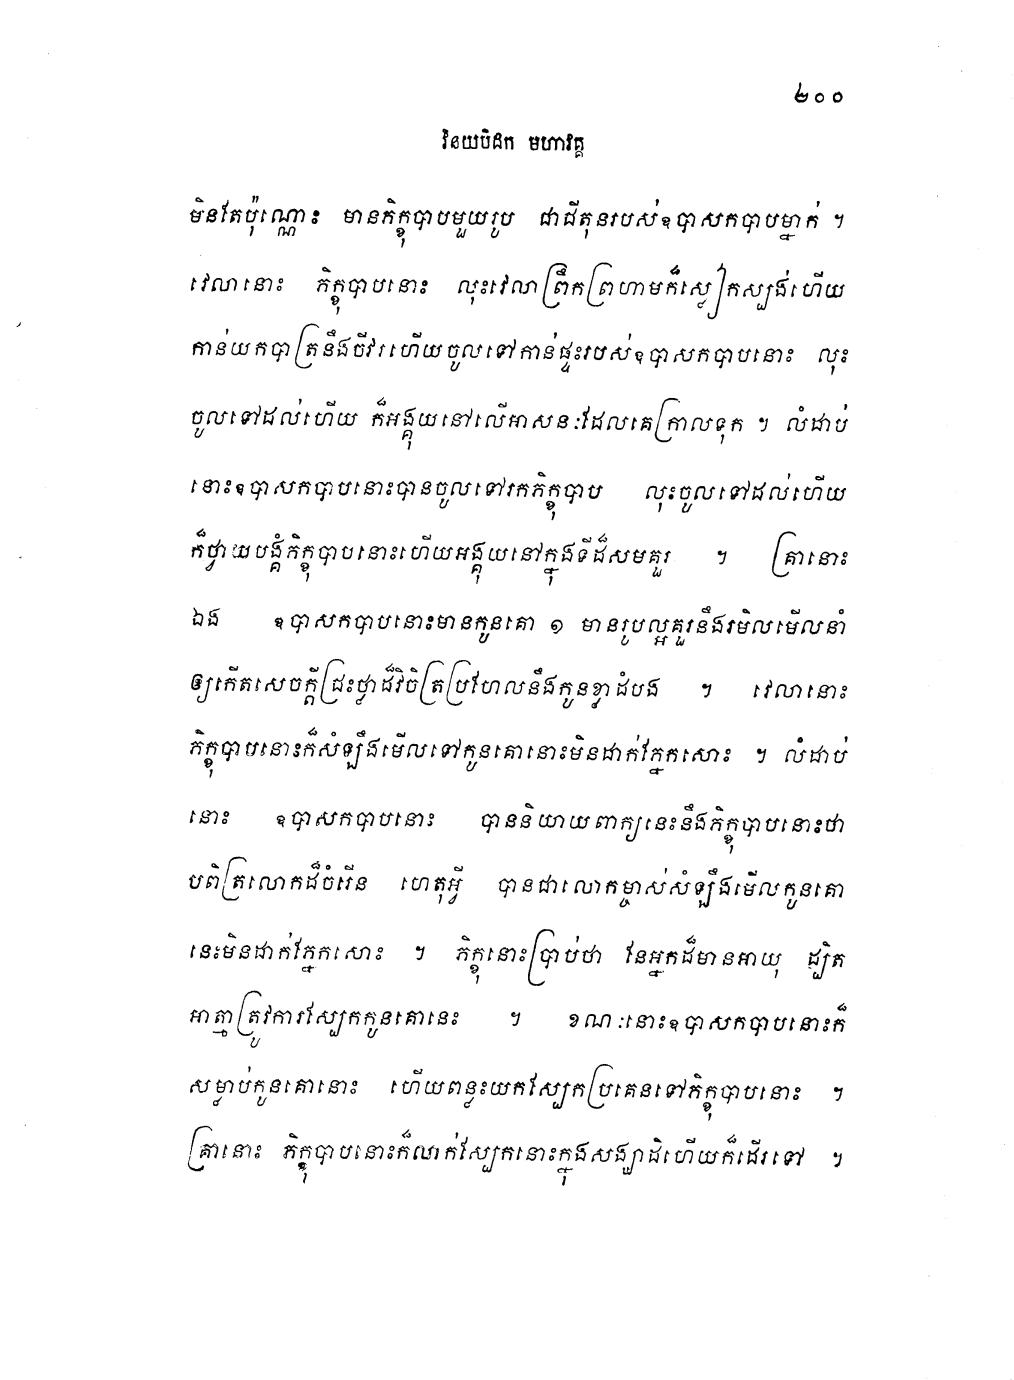 ២០០
វិនយបិដក មហាវគ្គ
មិនតែប៉ុណ្ណោះ មានភិក្ខុបាបមួយរូប ជាជីតុនរបស់ឧបាសកបាបម្នាក់ ។
វេលានោះ ភិក្ខុបាបនោះ លុះវេលាព្រឹកព្រហាមក៏ស្លៀកស្បង់ហើយ
កាន់យកបាត្រនឹងចីវរហើយចូលទៅកាន់ផ្ទះរបស់ឧបាសកបាបនោះ លុះ
ចូលទៅដល់ហើយ ក៏អង្គុយនៅលើអាសនៈដែលគេក្រាលទុក ។ លំដាប់
នោះឧបាសកបាបនោះបានចូលទៅរកភិក្ខុបាប លុះចូលទៅដល់ហើយ
ក៏ថ្វាយបង្គំភិក្ខុបាបនោះហើយអង្គុយនៅក្នុងទីដ៏សមគួរ ។ គ្រានោះ
ឯង ឧបាសកបាបនោះមានកូនគោ ១ មានរូបល្អគួរនឹងរមិលមើលនាំ
ឲ្យកើតសេចក្តីជ្រះថ្លាដ៏វិចិត្រប្រហែលនឹងកូនខ្លាដំបង ។ វេលានោះ
ភិក្ខុបាបនោះក៏សំឡឹងមើលទៅកូនគោនោះមិនដាក់ភ្នែកសោះ ។ លំដាប់
នោះ ឧបាសកបាបនោះ បាននិយាយពាក្យនេះនឹងភិក្ខុបាបនោះថា
បពិត្រលោកដ៏ចំរើន ហេតុអ្វី បានជាលោកម្ចាស់សំឡឹងមើលកូនគោ
នេះមិនដាក់ភ្នែកសោះ ។ ភិក្ខុនោះប្រាប់ថា នែអ្នកដ៏មានអាយុ ដ្បិត
អាត្មាត្រូវការស្បែកកូនគោនេះ ។ ខណៈនោះឧបាសកបាបនោះក៏
សម្លាប់កូនគោនោះ ហើយពន្លះយកស្បែកប្រគេនទៅភិក្ខុបាបនោះ ។
គ្រានោះ ភិក្ខុបាបនោះក៏លាក់ស្បែកនោះក្នុងសង្ឃាដិហើយក៏ដើរទៅ ។